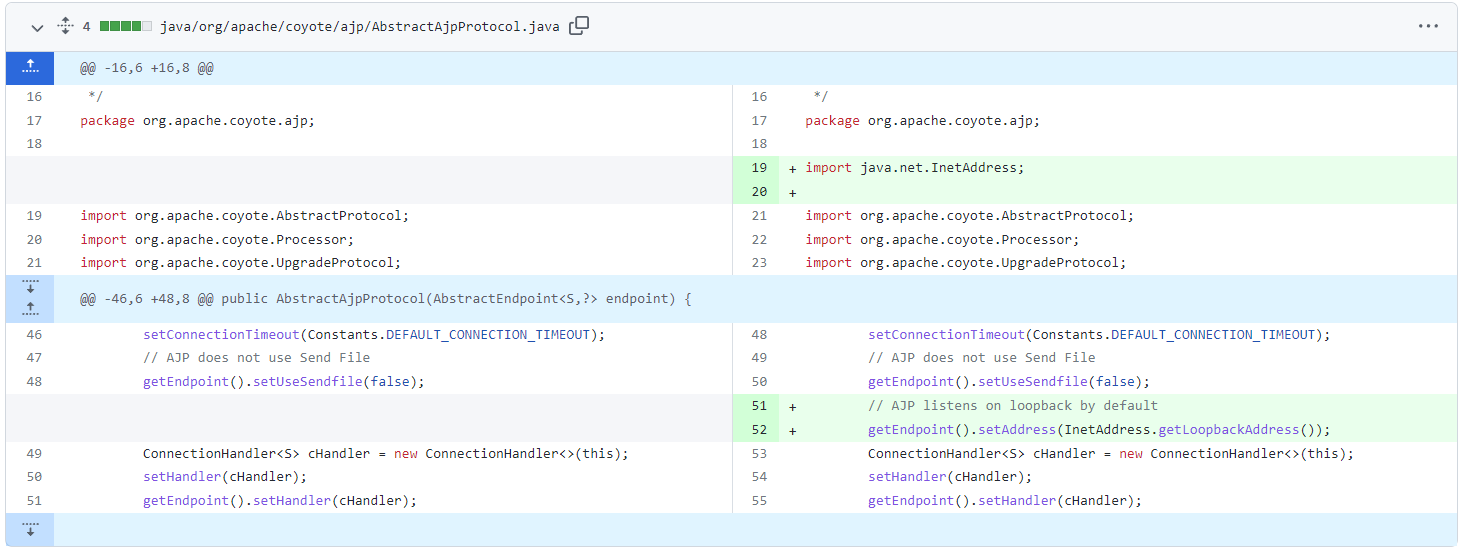 4 java/org/apache/coyote/ajp/AbstractAjpProtocol.java
@@ -16,6 +16,8 @@
16 */
17 package org.apache.coyote.ajp;
18
19 import org.apache.coyote.AbstractProtocol;
20 import org.apache.coyote.Processor;
21 import org.apache.coyote.UpgradeProtocol;
16 */
17 package org.apache.coyote.ajp;
18
19 + import java.net.InetAddress;
20 +
21 import org.apache.coyote.AbstractProtocol;
22 import org.apache.coyote.Processor;
23 import org.apache.coyote.UpgradeProtocol;
@@ -46,6 +48,8 @@ public AbstractAjpProtocol(AbstractEndpoint<S,?> endpoint) {
46 setConnectionTimeout(Constants.DEFAULT_CONNECTION_TIMEOUT);
47 // AJP does not use Send File
48 getEndpoint().setUseSendfile(false);
49 ConnectionHandler<S> cHandler = new ConnectionHandler<>(this);
50 setHandler(cHandler);
51 getEndpoint().setHandler(cHandler);
48 setConnectionTimeout(Constants.DEFAULT_CONNECTION_TIMEOUT);
49 // AJP does not use Send File
50 getEndpoint().setUseSendfile(false);
51 + // AJP listens on loopback by default
52 + getEndpoint().setAddress(InetAddress.getLoopbackAddress());
53 ConnectionHandler<S> cHandler = new ConnectionHandler<>(this);
54 setHandler(cHandler);
55 getEndpoint().setHandler(cHandler);